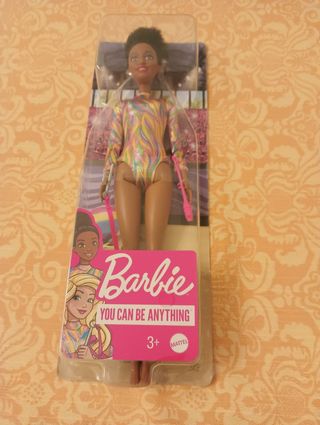 Barbie
YOU CAN BE ANYTHING
3+
MATTEL